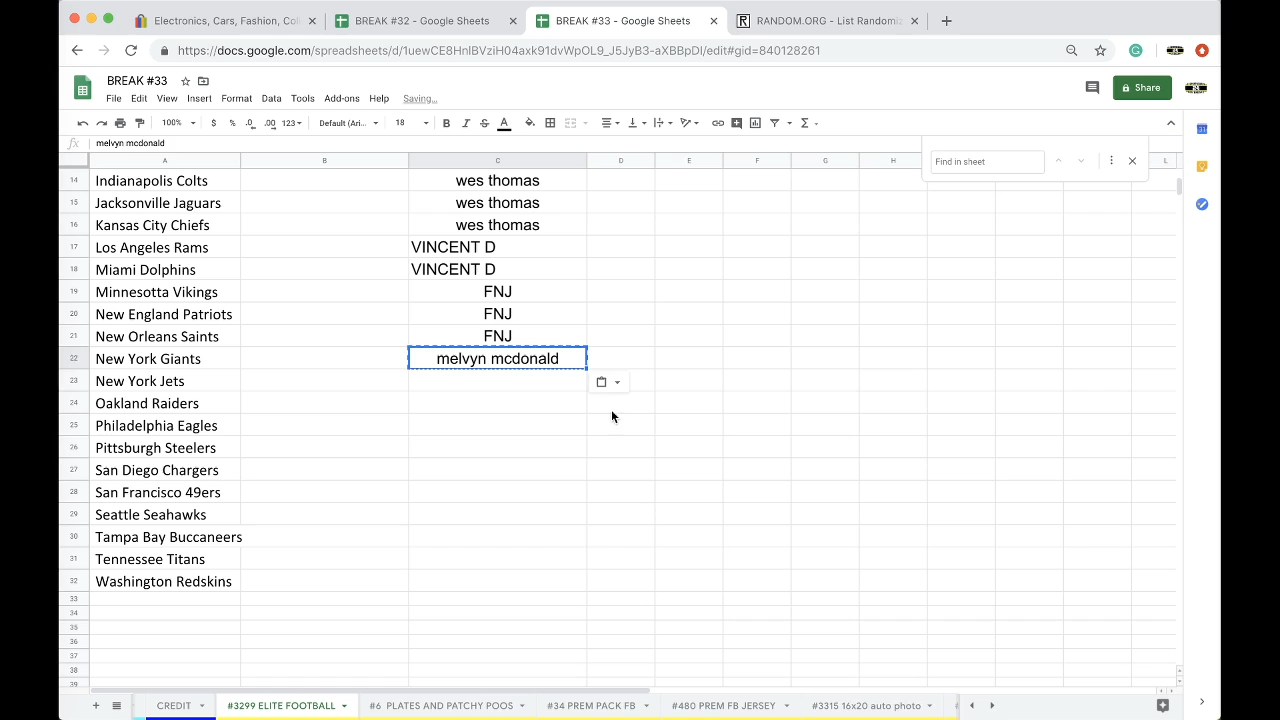 Electronics, Cars, Fashion, Col
BREAK #32 - Google Sheets
BREAK #33 - Google Sheets
RANDOM.ORG - List Randomiz
https://docs.google.com/spreadsheets/d/1uewCE8HnIBVziH04axk91dvWpOL9_J5JyB3-aXBBpDI/edit#gid=840128261
BREAK #33
File Edit View Insert Format Data Tools Add-ons Help Saving...
Share
100% $ % .0 .00 123 Default (Ari... 18 B I S A
fx melvyn mcdonald
Find in sheet
A B C D E F G H L
14 Indianapolis Colts wes thomas
15 Jacksonville Jaguars wes thomas
16 Kansas City Chiefs wes thomas
17 Los Angeles Rams VINCENT D
18 Miami Dolphins VINCENT D
19 Minnesotta Vikings FNJ
20 New England Patriots FNJ
21 New Orleans Saints FNJ
22 New York Giants melvyn mcdonald
23 New York Jets
24 Oakland Raiders
25 Philadelphia Eagles
26 Pittsburgh Steelers
27 San Diego Chargers
28 San Francisco 49ers
29 Seattle Seahawks
30 Tampa Bay Buccaneers
31 Tennessee Titans
32 Washington Redskins
33
34
35
36
37
38
39
CREDIT #3299 ELITE FOOTBALL #6 PLATES AND PATCHY POOS #34 PREM PACK FB #480 PREM FB JERSEY #3315 16x20 auto photo